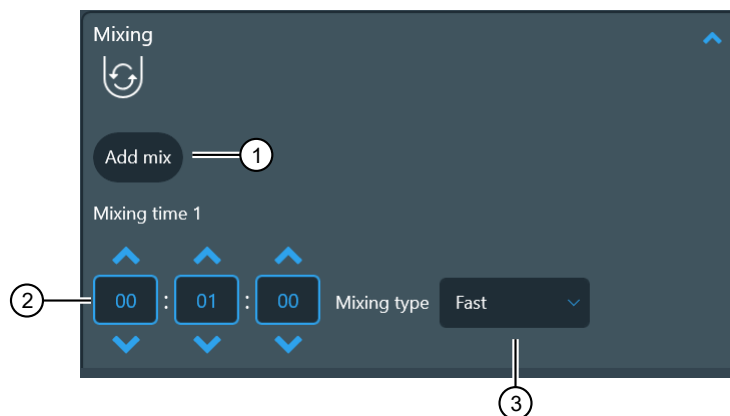 Mixing
Add mix
1
Mixing time 1
2
00 : 01 : 00 Mixing type Fast
3